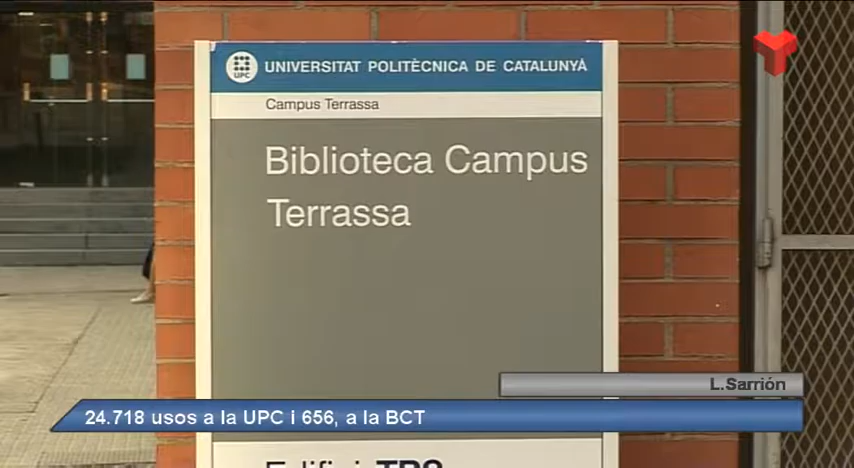 UPC
UNIVERSITAT POLITÈCNICA DE CATALUNYA
Campus Terrassa
Biblioteca Campus
Terrassa
L.Sarrión
24.718 usos a la UPC i 656, a la BCT
Edifici